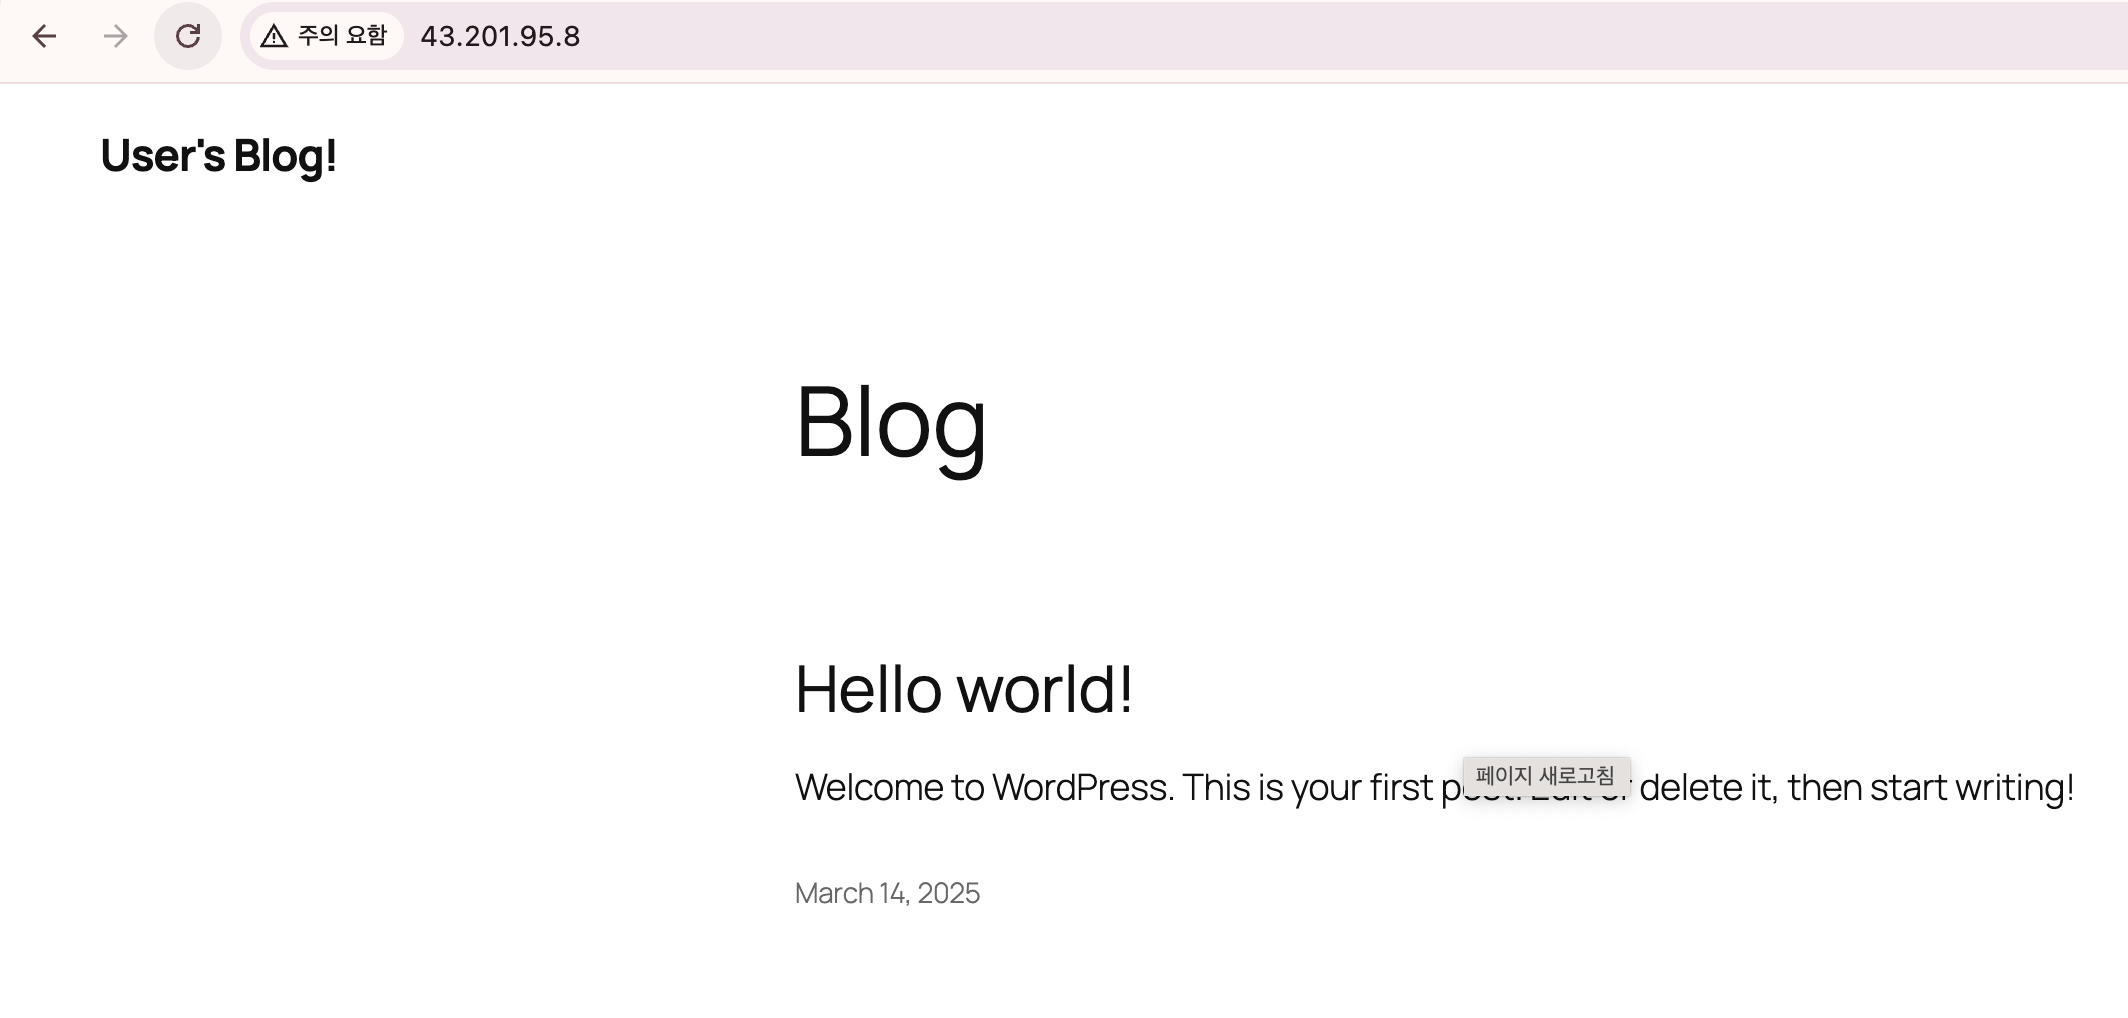 주의 요함 43.201.95.8
User's Blog!
Blog
Hello world!
페이지 새로고침
Welcome to WordPress. This is your first delete it, then start writing!
March 14, 2025